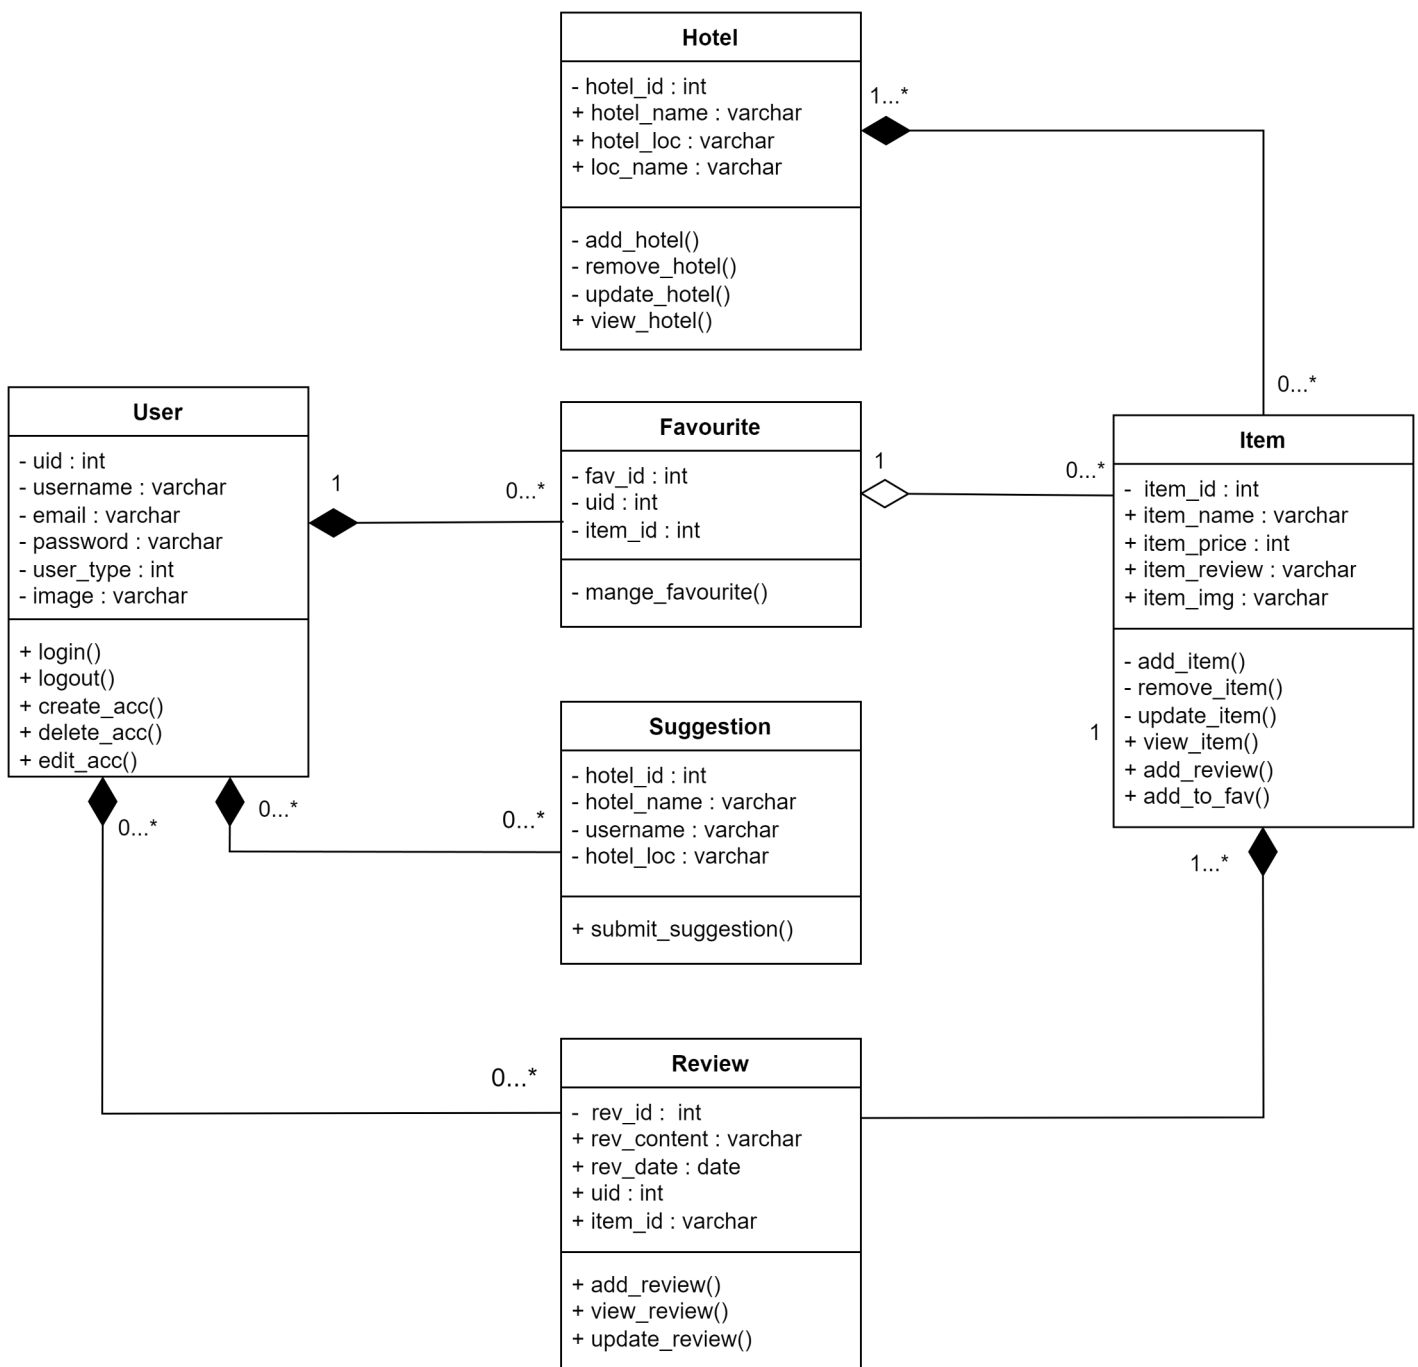 Hotel
- hotel_id : int
+ hotel_name : varchar
+ hotel_loc : varchar
+ loc_name : varchar
- add_hotel()
- remove_hotel()
- update_hotel()
+ view_hotel()
1...*
0...*
User
- uid : int
- username : varchar
- email : varchar
- password : varchar
- user_type : int
- image : varchar
+ login()
+ logout()
+ create_acc()
+ delete_acc()
+ edit_acc()
1
0...*
Favourite
- fav_id : int
- uid : int
- item_id : int
- mange_favourite()
1
0...*
Item
-  item_id : int
+ item_name : varchar
+ item_price : int
+ item_review : varchar
+ item_img : varchar
- add_item()
- remove_item()
- update_item()
+ view_item()
+ add_review()
+ add_to_fav()
1
0...*
0...*
0...*
Suggestion
- hotel_id : int
- hotel_name : varchar
- username : varchar
- hotel_loc : varchar
+ submit_suggestion()
1...*
0...*
Review
-  rev_id :  int
+ rev_content : varchar
+ rev_date : date
+ uid : int
+ item_id : varchar
+ add_review()
+ view_review()
+ update_review()